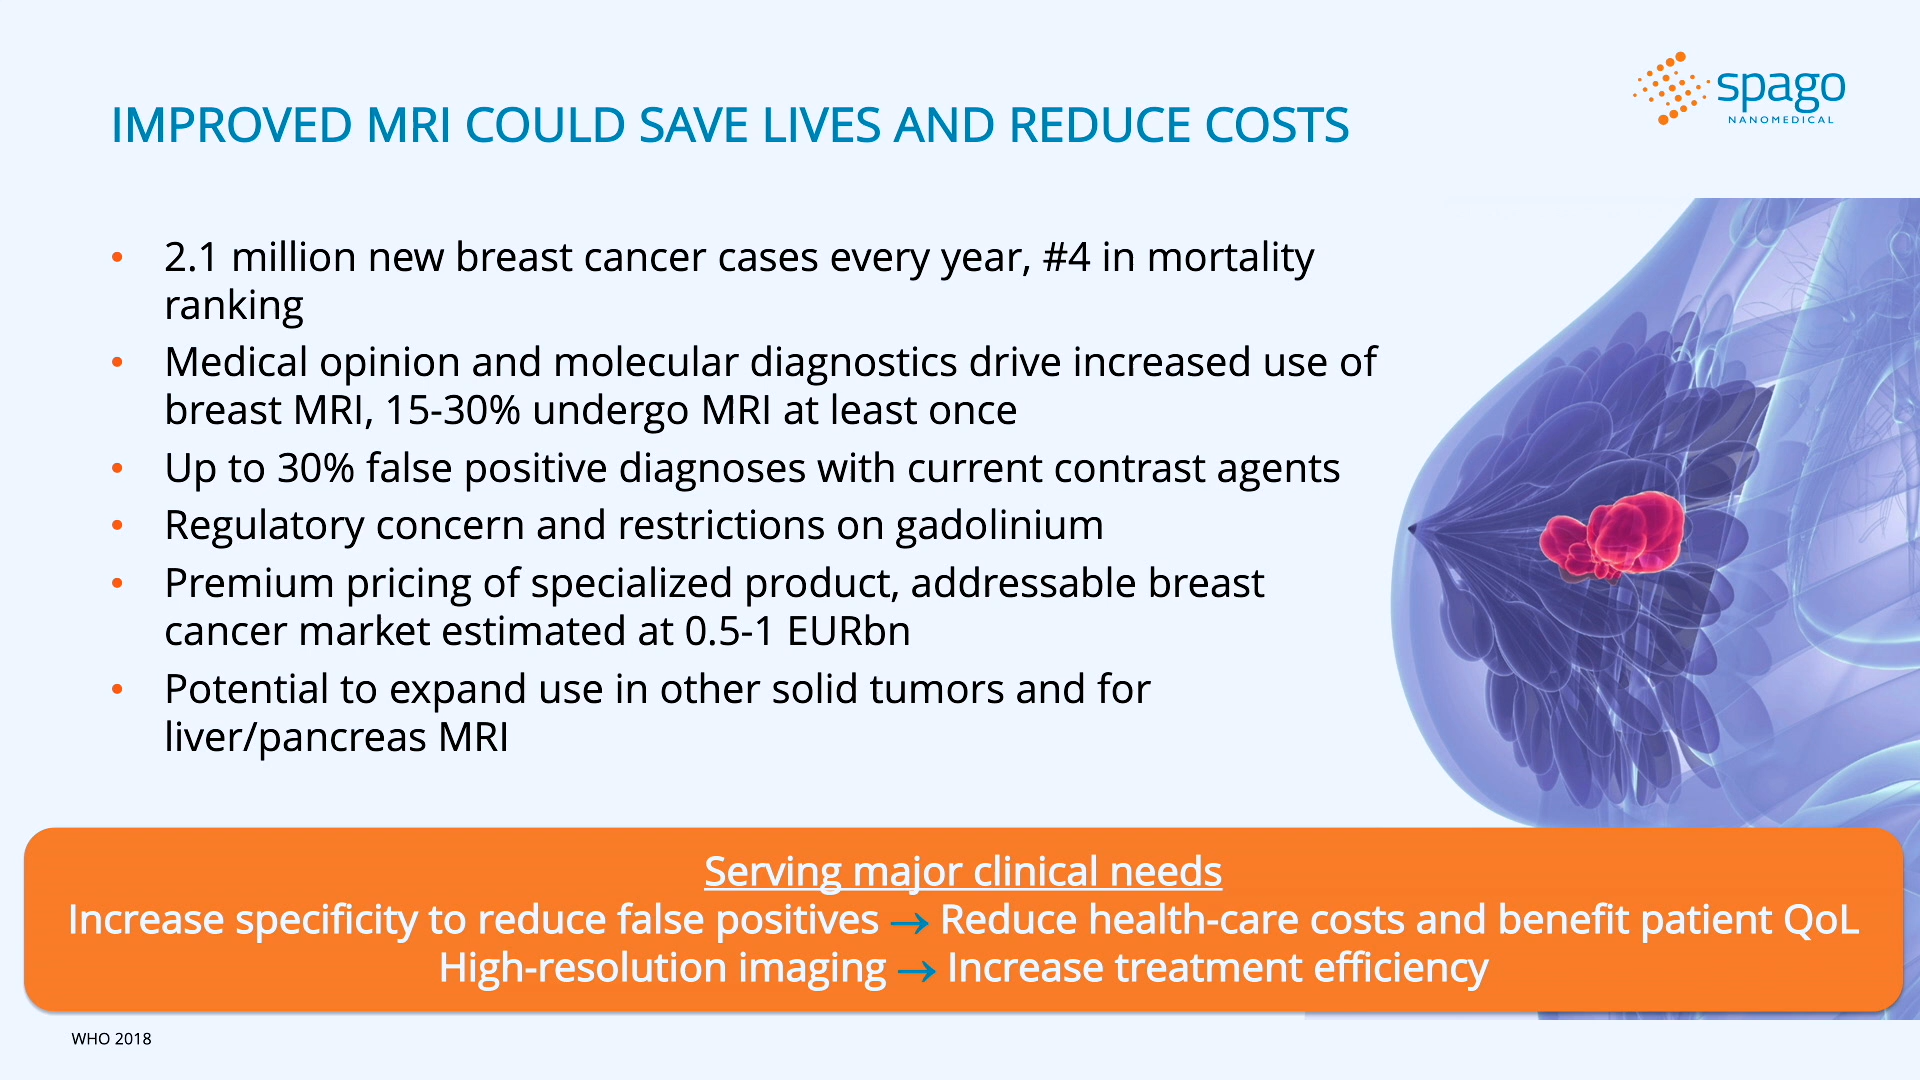 spago
NANOMEDICAL
IMPROVED MRI COULD SAVE LIVES AND REDUCE COSTS
• 2.1 million new breast cancer cases every year, #4 in mortality
ranking
• Medical opinion and molecular diagnostics drive increased use of
breast MRI, 15-30% undergo MRI at least once
• Up to 30% false positive diagnoses with current contrast agents
• Regulatory concern and restrictions on gadolinium
• Premium pricing of specialized product, addressable breast
cancer market estimated at 0.5-1 EURbn
• Potential to expand use in other solid tumors and for
liver/pancreas MRI
Serving major clinical needs
Increase specificity to reduce false positives → Reduce health-care costs and benefit patient QoL
High-resolution imaging → Increase treatment efficiency
WHO 2018